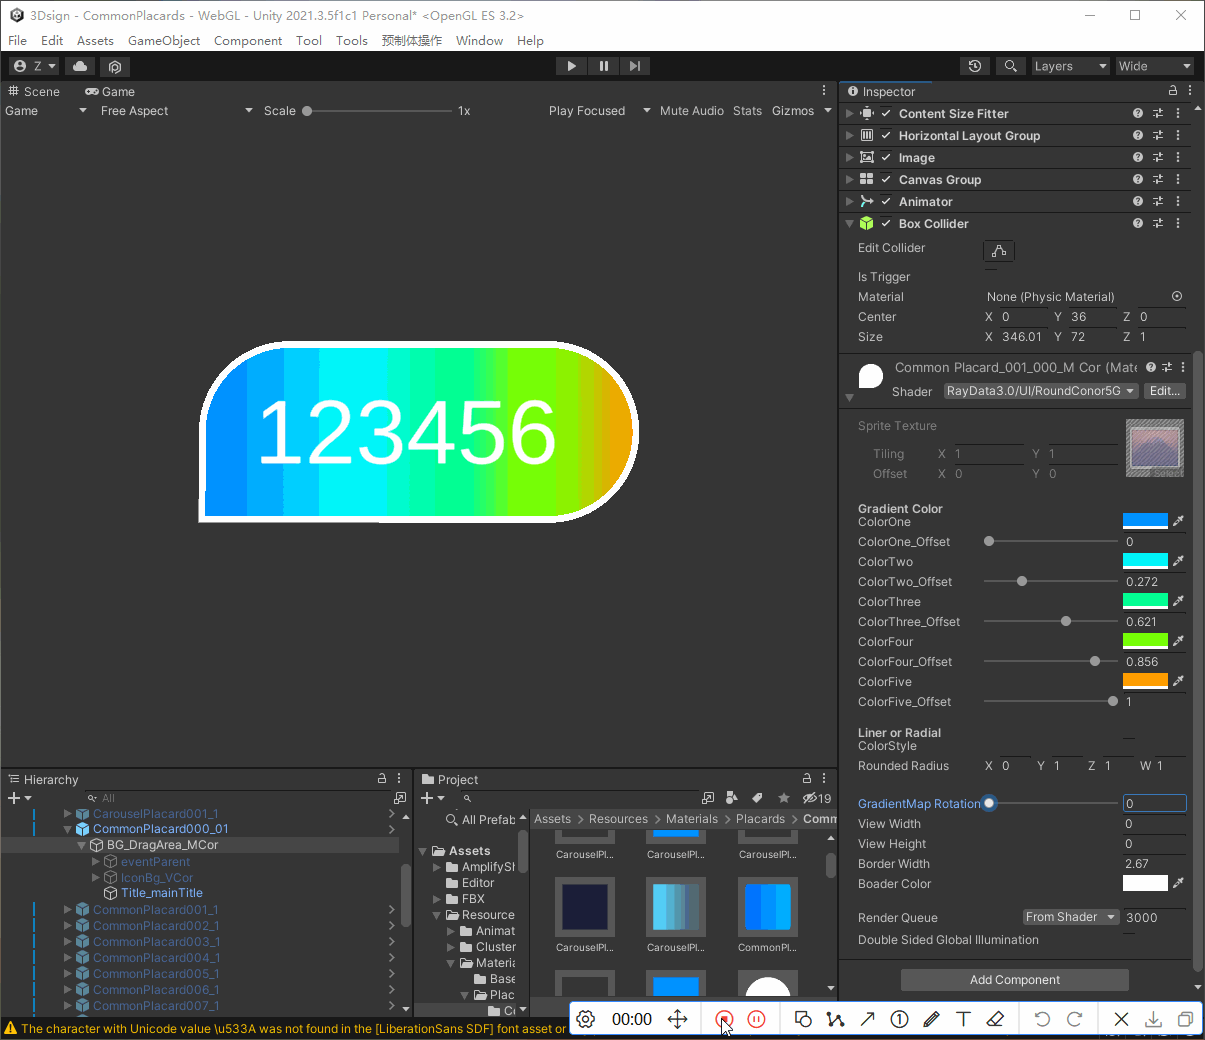 3Dsign - CommonPlacards - WebGL - Unity 2021.3.5f1c1 Personal* <OpenGL ES 3.2>
File Edit Assets GameObject Component Tool Tools 预制体操作 Window Help
Z Layers Wide
Scene Game
Game Free Aspect Scale 1x Play Focused Mute Audio Stats Gizmos
123456
Inspector
Content Size Fitter
Horizontal Layout Group
Image
Canvas Group
Animator
Box Collider
Edit Collider
Is Trigger
Material None (Physic Material)
Center X 0 Y 36 Z 0
Size X 346.01 Y 72 Z 1
Common Placard_001_000_M Cor (Mate
Shader RayData3.0/UI/RoundConor5G Edit...
Sprite Texture
Tiling X 1 Y 1
Offset X 0 Y 0
Select
Gradient Color
ColorOne
ColorOne_Offset 0
ColorTwo
ColorTwo_Offset 0.272
ColorThree
ColorThree_Offset 0.621
ColorFour
ColorFour_Offset 0.856
ColorFive
ColorFive_Offset 1
Liner or Radial
ColorStyle
Rounded Radius X 0 Y 1 Z 1 W 1
GradientMap Rotation 0
View Width 0
View Height 0
Border Width 2.67
Boader Color
Render Queue From Shader 3000
Double Sided Global Illumination
Add Component
Hierarchy
All
CarouselPlacard001_1
CommonPlacard000_01
BG_DragArea_MCor
eventParent
IconBg_VCor
Title_mainTitle
CommonPlacard001_1
CommonPlacard002_1
CommonPlacard003_1
CommonPlacard004_1
CommonPlacard005_1
CommonPlacard006_1
CommonPlacard007_1
Project
19
All Prefab
Assets
AmplifySh
Editor
FBX
Resource
Animat
Cluster
Materia
Base
Plac
Assets > Resources > Materials > Placards > Comm
CarouselPl... CarouselPl... CarouselPl...
CarouselPl... CarouselPl... CommonPl...
The character with Unicode value \u533A was not found in the [LiberationSans SDF] font asset or
00:00
1